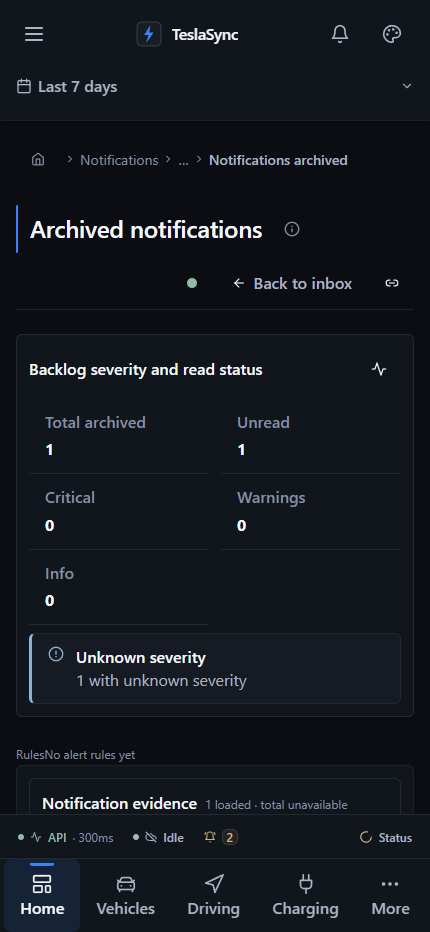 TeslaSync
Last 7 days
Notifications > ... > Notifications archived
Archived notifications
Back to inbox
Backlog severity and read status
Total archived Unread
1 1
Critical Warnings
0 0
Info
0
Unknown severity
1 with unknown severity
RulesNo alert rules yet
Notification evidence 1 loaded · total unavailable
API · 300ms Idle 2 Status
Home Vehicles Driving Charging More